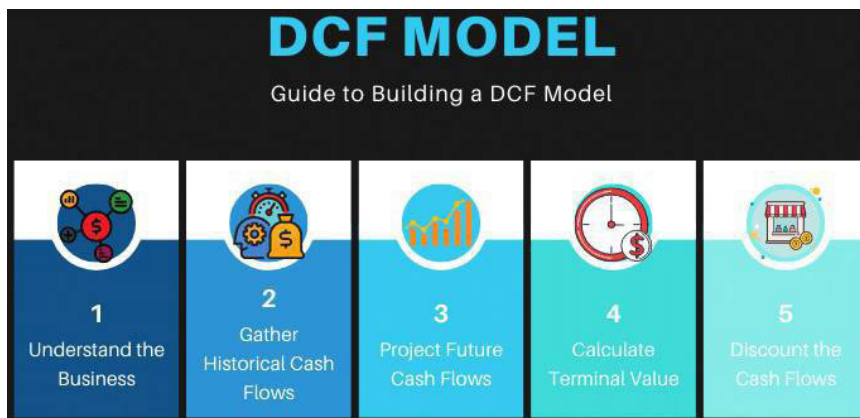 DCF MODEL
Guide to Building a DCF Model
1
Understand the
Business
2
Gather
Historical Cash
Flows
3
Project Future
Cash Flows
4
Calculate
Terminal Value
5
Discount the
Cash Flows